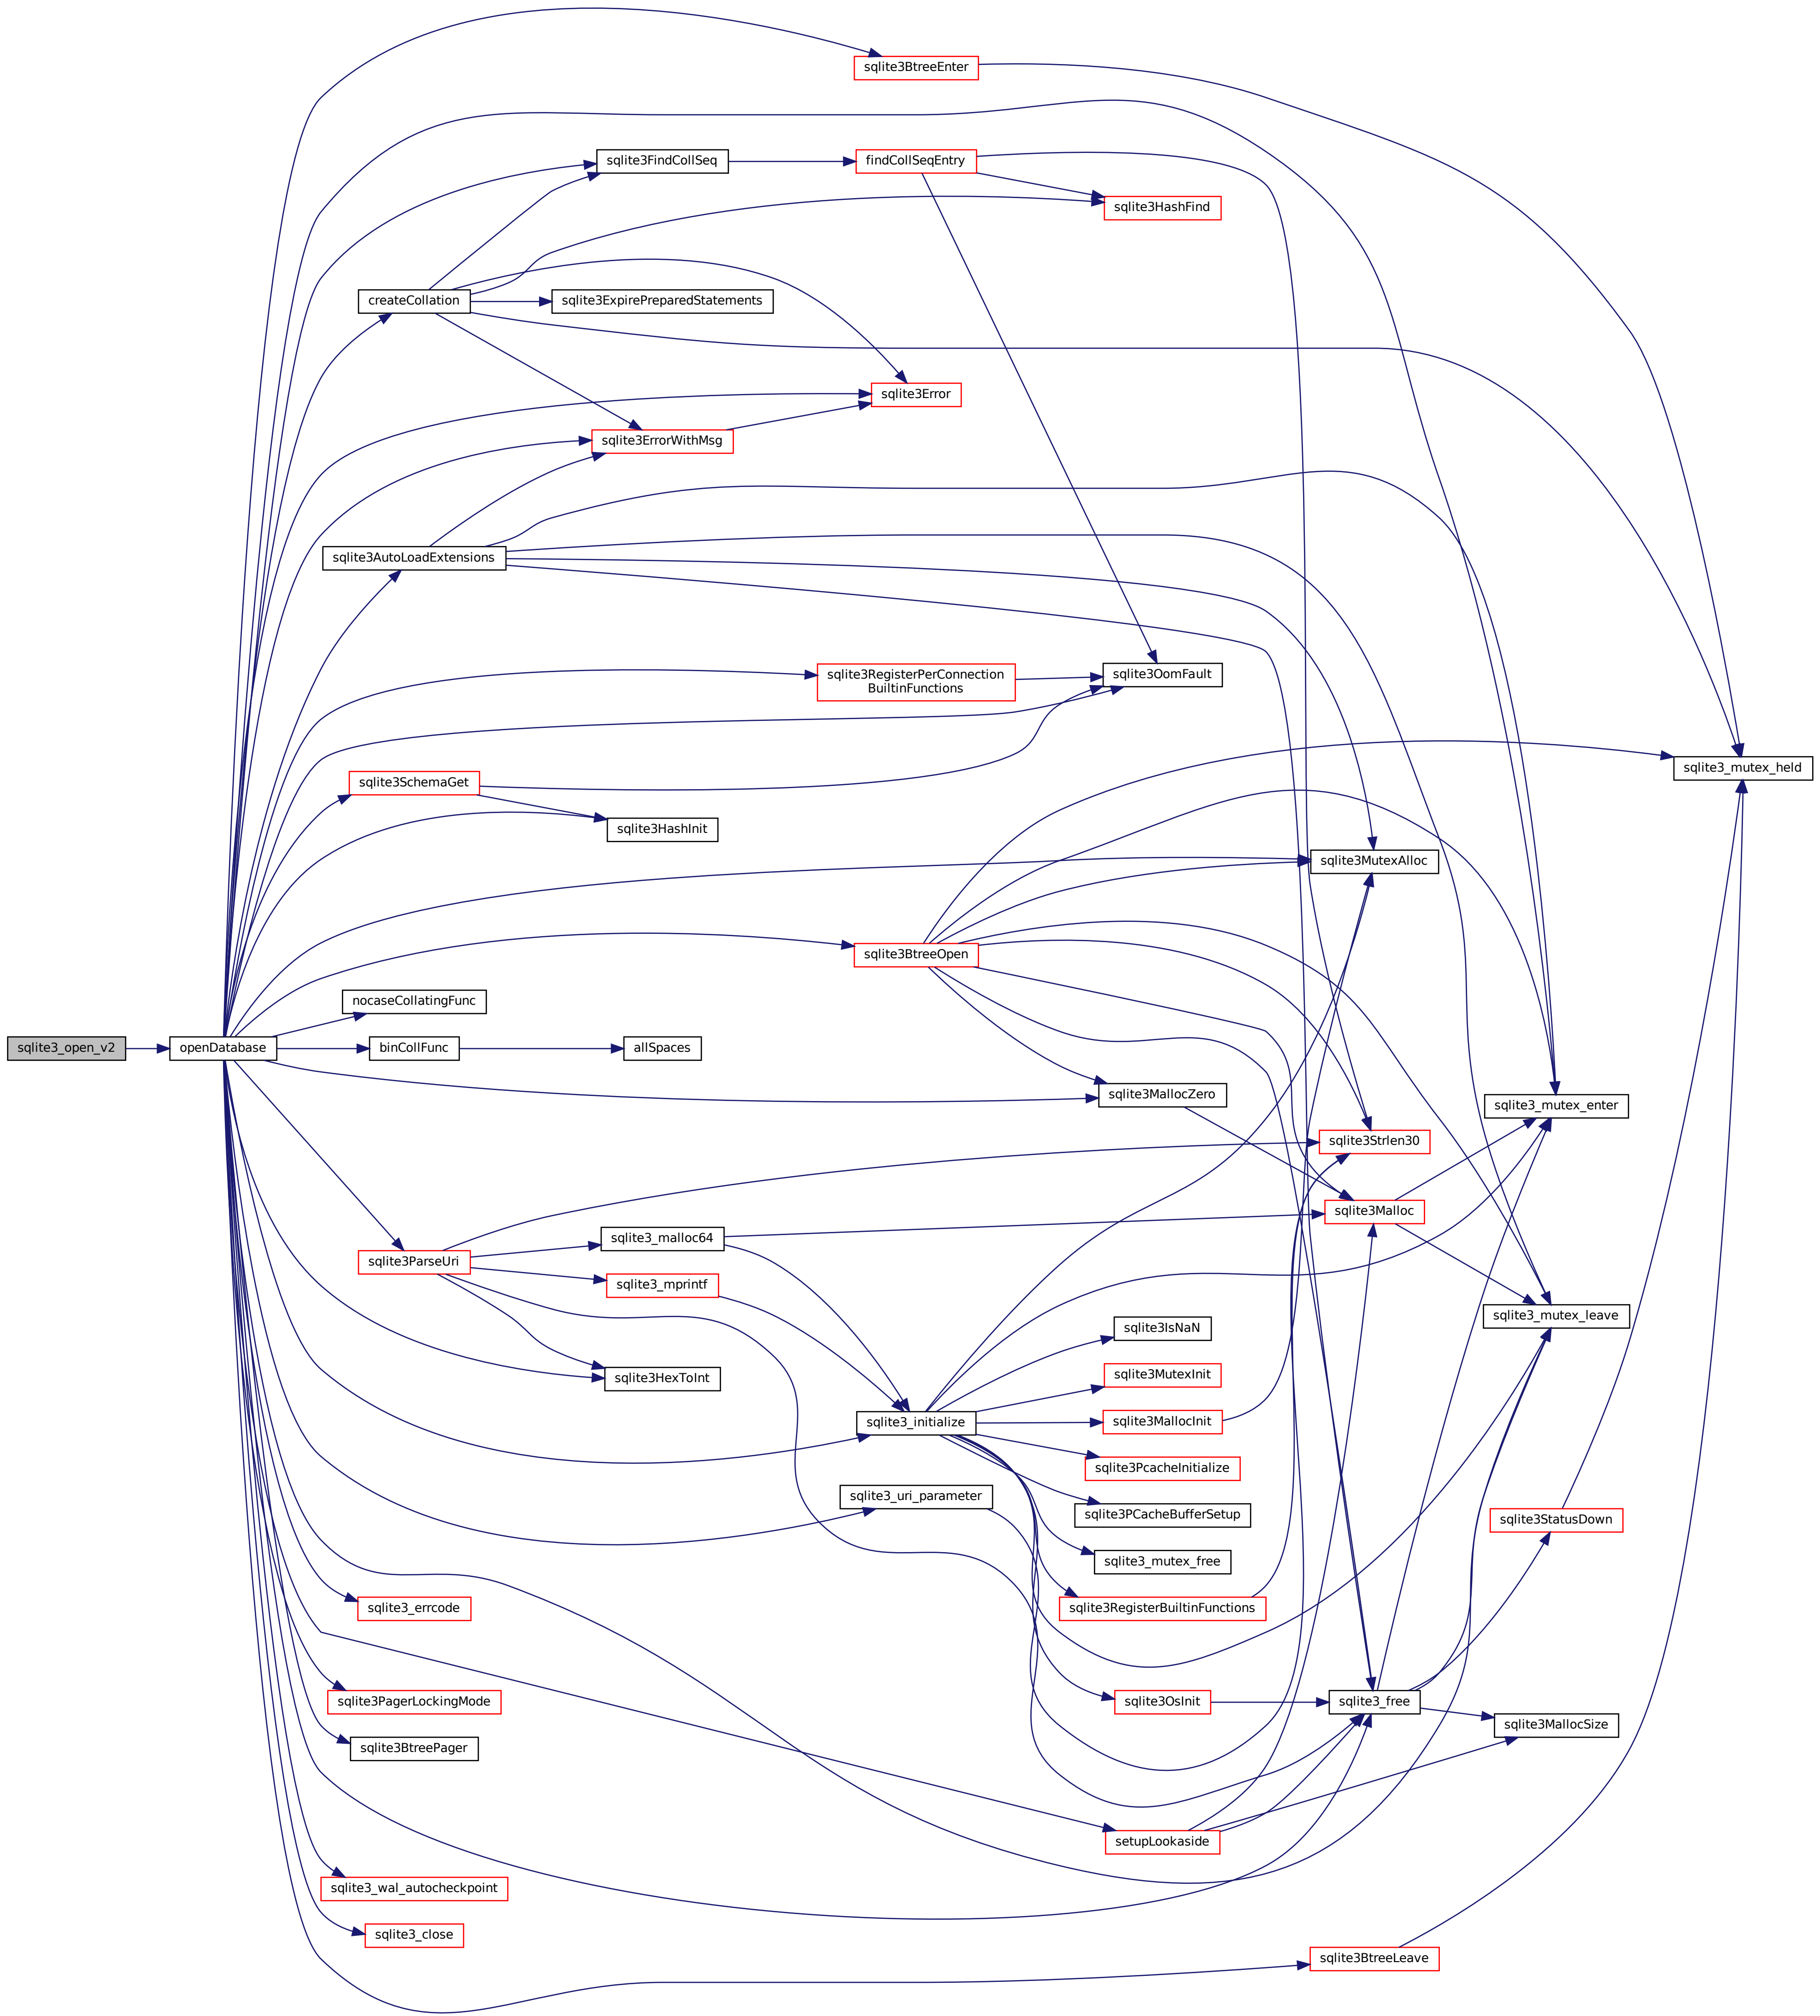 sqlite3BtreeEnter
sqlite3FindCollSeq
findCollSeqEntry
sqlite3HashFind
createCollation
sqlite3ExpirePreparedStatements
sqlite3Error
sqlite3ErrorWithMsg
sqlite3AutoLoadExtensions
sqlite3RegisterPerConnection
BuiltinFunctions
sqlite3OomFault
sqlite3_mutex_held
sqlite3SchemaGet
sqlite3HashInit
sqlite3MutexAlloc
sqlite3BtreeOpen
nocaseCollatingFunc
sqlite3_open_v2
openDatabase
binCollFunc
allSpaces
sqlite3MallocZero
sqlite3_mutex_enter
sqlite3Strlen30
sqlite3Malloc
sqlite3_malloc64
sqlite3ParseUri
sqlite3_mprintf
sqlite3_mutex_leave
sqlite3IsNaN
sqlite3HexToInt
sqlite3MutexInit
sqlite3_initialize
sqlite3MallocInit
sqlite3PcacheInitialize
sqlite3_uri_parameter
sqlite3PCacheBufferSetup
sqlite3StatusDown
sqlite3_mutex_free
sqlite3_errcode
sqlite3RegisterBuiltinFunctions
sqlite3PagerLockingMode
sqlite3OsInit
sqlite3_free
sqlite3MallocSize
sqlite3BtreePager
setupLookaside
sqlite3_wal_autocheckpoint
sqlite3_close
sqlite3BtreeLeave